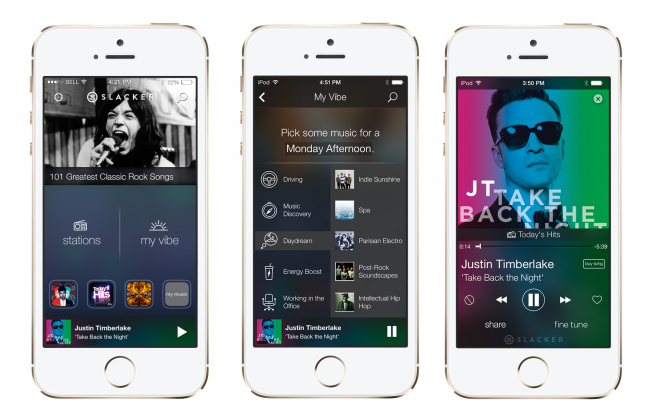 BELL
4:21 PM
22%
SLACKER
101 Greatest Classic Rock Songs
stations
my vibe
Today's
Hits
my music
Justin Timberlake
'Take Back the Night'
iPod
4:51 PM
My Vibe
Pick some music for a
Monday Afternoon.
Driving
Indie Sunshine
Music
Discovery
Spa
Daydream
Parisian Electro
Energy Boost
Post-Rock
Soundscapes
Working in the
Office
Intellectual Hip
Hop
Justin Timberlake
'Take Back the Night'
iPod
3:50 PM
JT TAKE
BACK THE
NIGHT
Today's Hits
0:14
-5:39
Justin Timberlake
buy song
'Take Back the Night'
share
fine tune
SLACKER